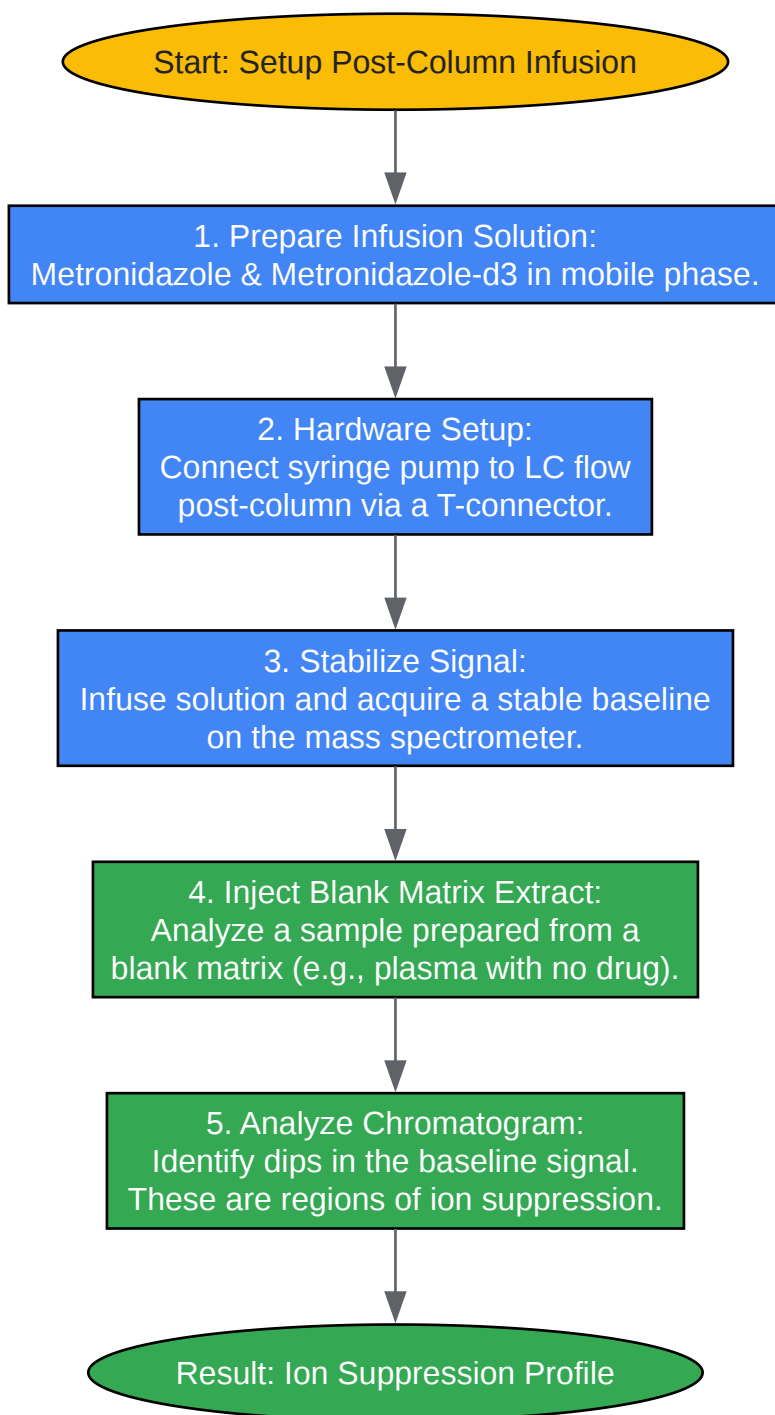 Start: Setup Post-Column Infusion
1. Prepare Infusion Solution:
Metronidazole & Metronidazole-d3 in mobile phase.
2. Hardware Setup:
Connect syringe pump to LC flow
post-column via a T-connector.
3. Stabilize Signal:
Infuse solution and acquire a stable baseline
on the mass spectrometer.
4. Inject Blank Matrix Extract:
Analyze a sample prepared from a
blank matrix (e.g., plasma with no drug).
5. Analyze Chromatogram:
Identify dips in the baseline signal.
These are regions of ion suppression.
Result: Ion Suppression Profile